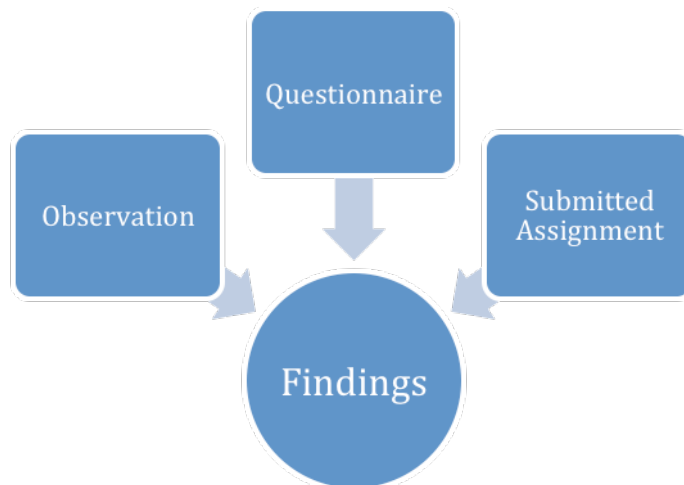 Questionnaire
Observation
Submitted
Assignment
Findings